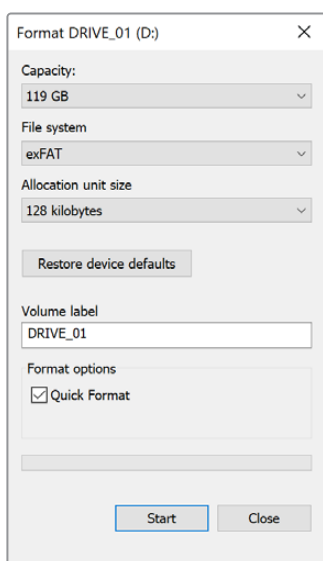 Format DRIVE_01 (D:)
Capacity:
119 GB
File system
exFAT
Allocation unit size
128 kilobytes
Restore device defaults
Volume label
DRIVE_01
Format options
Quick Format
Start
Close